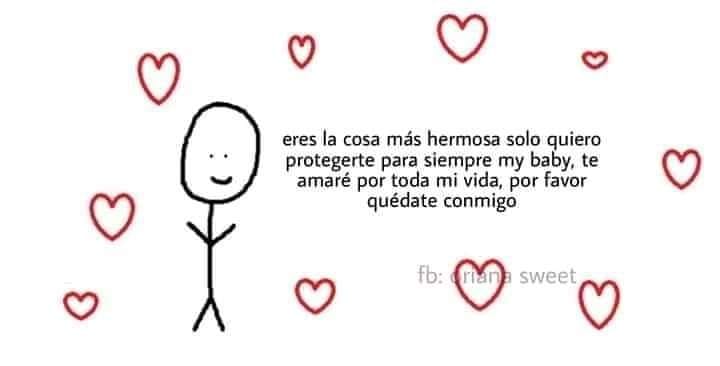 eres la cosa más hermosa solo quiero
protegerte para siempre my baby, te
amaré por toda mi vida, por favor
quédate conmigo
fb: driana sweet